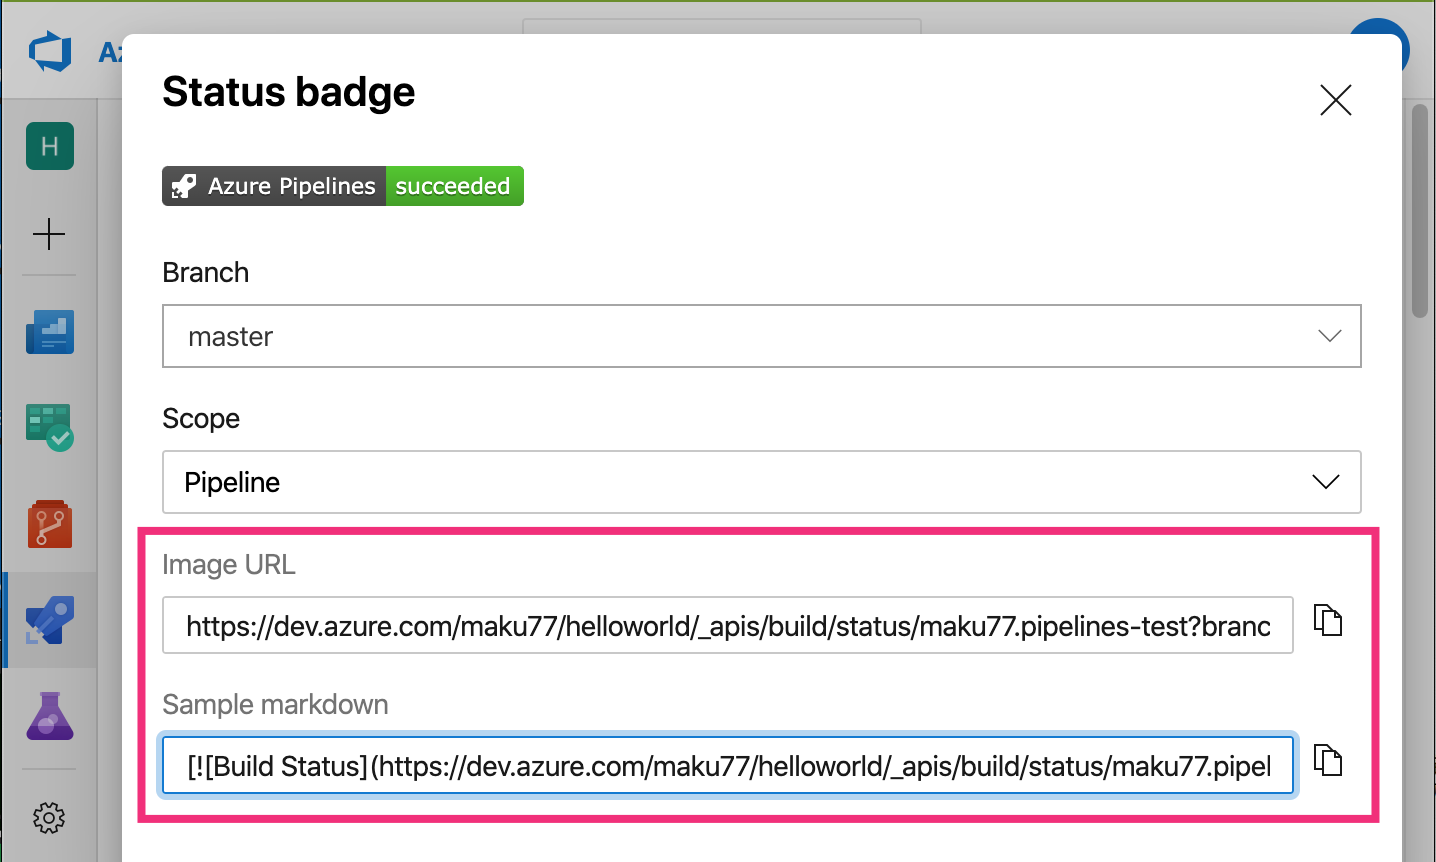 Az
Status badge
H
Azure Pipelines succeeded
Branch
master
Scope
Pipeline
Image URL
https://dev.azure.com/maku77/helloworld/_apis/build/status/maku77.pipelines-test?branc
Sample markdown
[![Build Status](https://dev.azure.com/maku77/helloworld/_apis/build/status/maku77.pipel